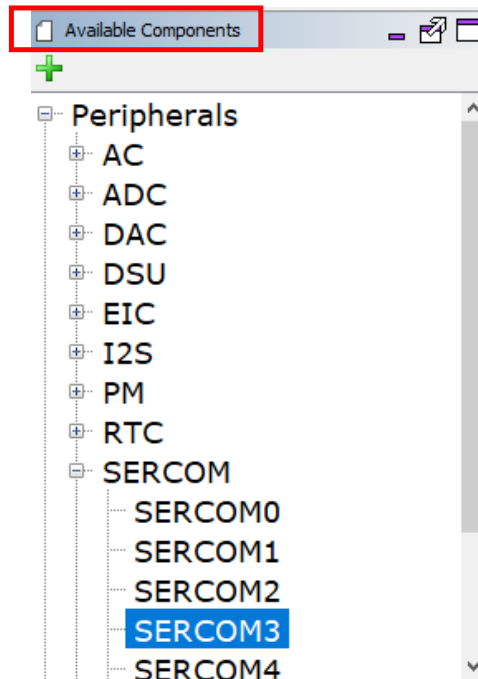 Available Components
Peripherals
AC
ADC
DAC
DSU
EIC
I2S
PM
RTC
SERCOM
SERCOM0
SERCOM1
SERCOM2
SERCOM3
SERCOM4